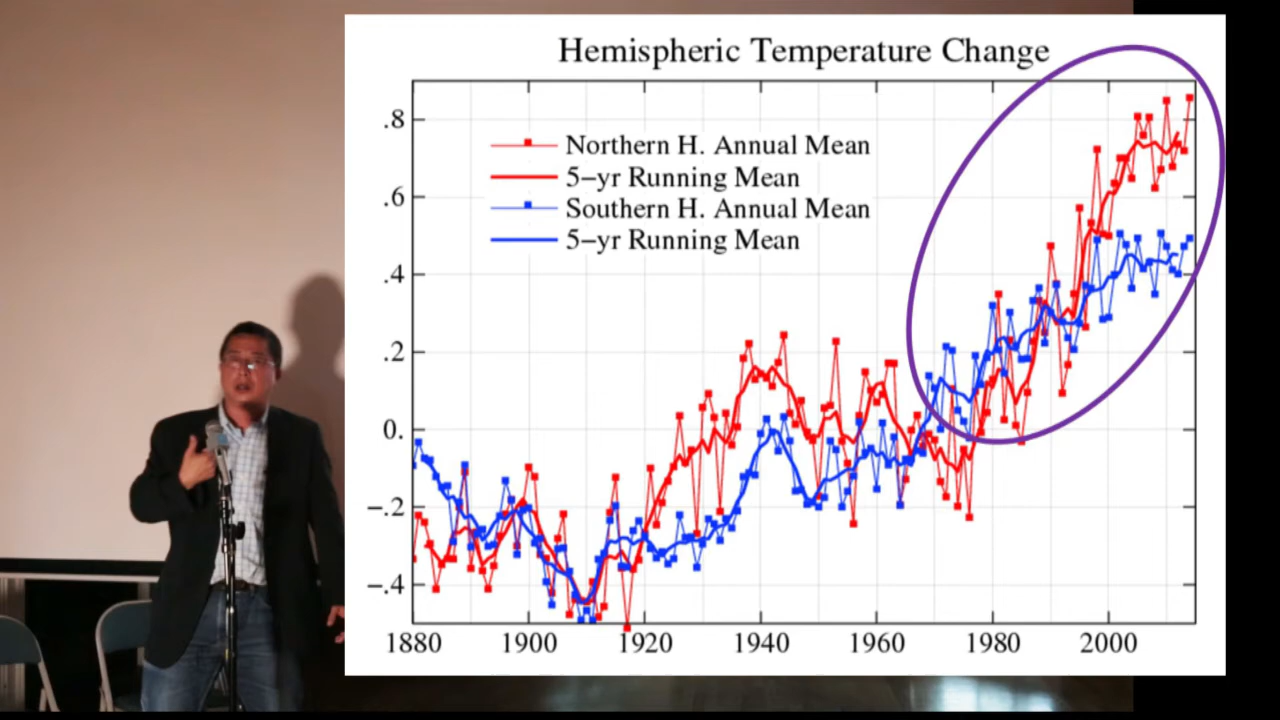 Hemispheric Temperature Change
.8
.6
.4
.2
0.
−.2
−.4
Northern H. Annual Mean
5−yr Running Mean
Southern H. Annual Mean
5−yr Running Mean
1880 1900 1920 1940 1960 1980 2000